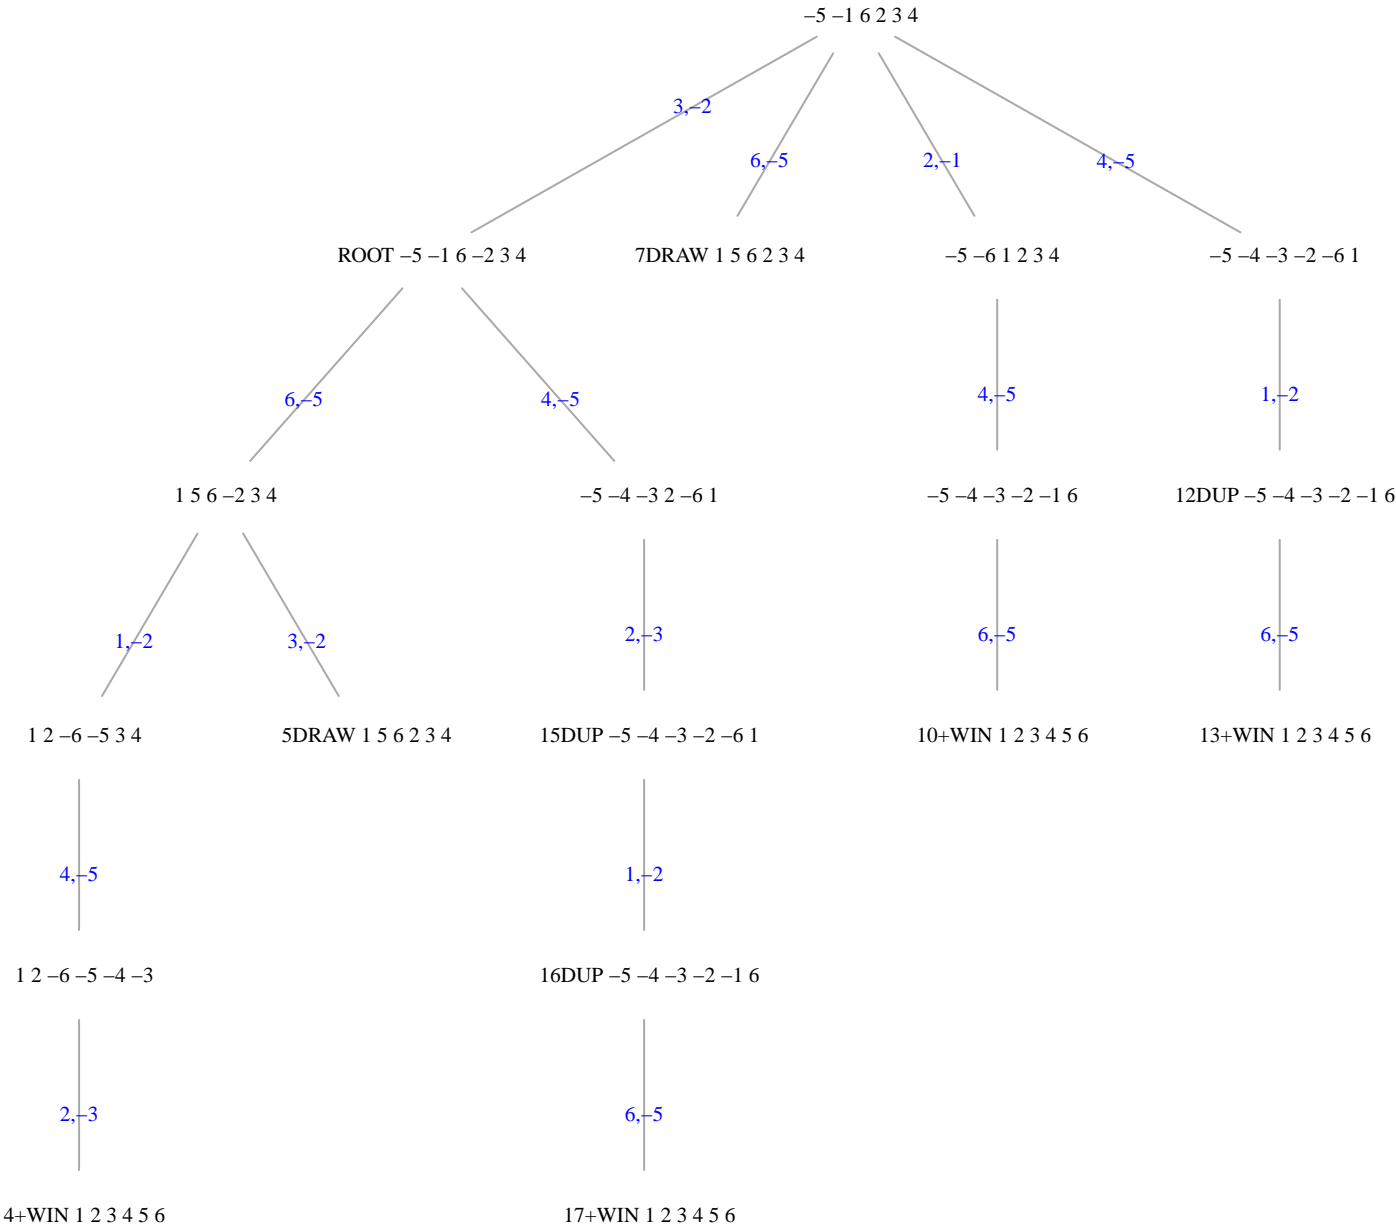 −5 −1 6 2 3 4
3,−2
6,−5
2,−1
4,−5
ROOT −5 −1 6 −2 3 4
7DRAW 1 5 6 2 3 4
−5 −6 1 2 3 4
−5 −4 −3 −2 −6 1
6,−5
4,−5
4,−5
1,−2
1 5 6 −2 3 4
−5 −4 −3 2 −6 1
−5 −4 −3 −2 −1 6
12DUP −5 −4 −3 −2 −1 6
1,−2
3,−2
2,−3
6,−5
6,−5
1 2 −6 −5 3 4
5DRAW 1 5 6 2 3 4
15DUP −5 −4 −3 −2 −6 1
10+WIN 1 2 3 4 5 6
13+WIN 1 2 3 4 5 6
4,−5
1,−2
1 2 −6 −5 −4 −3
16DUP −5 −4 −3 −2 −1 6
2,−3
6,−5
4+WIN 1 2 3 4 5 6
17+WIN 1 2 3 4 5 6